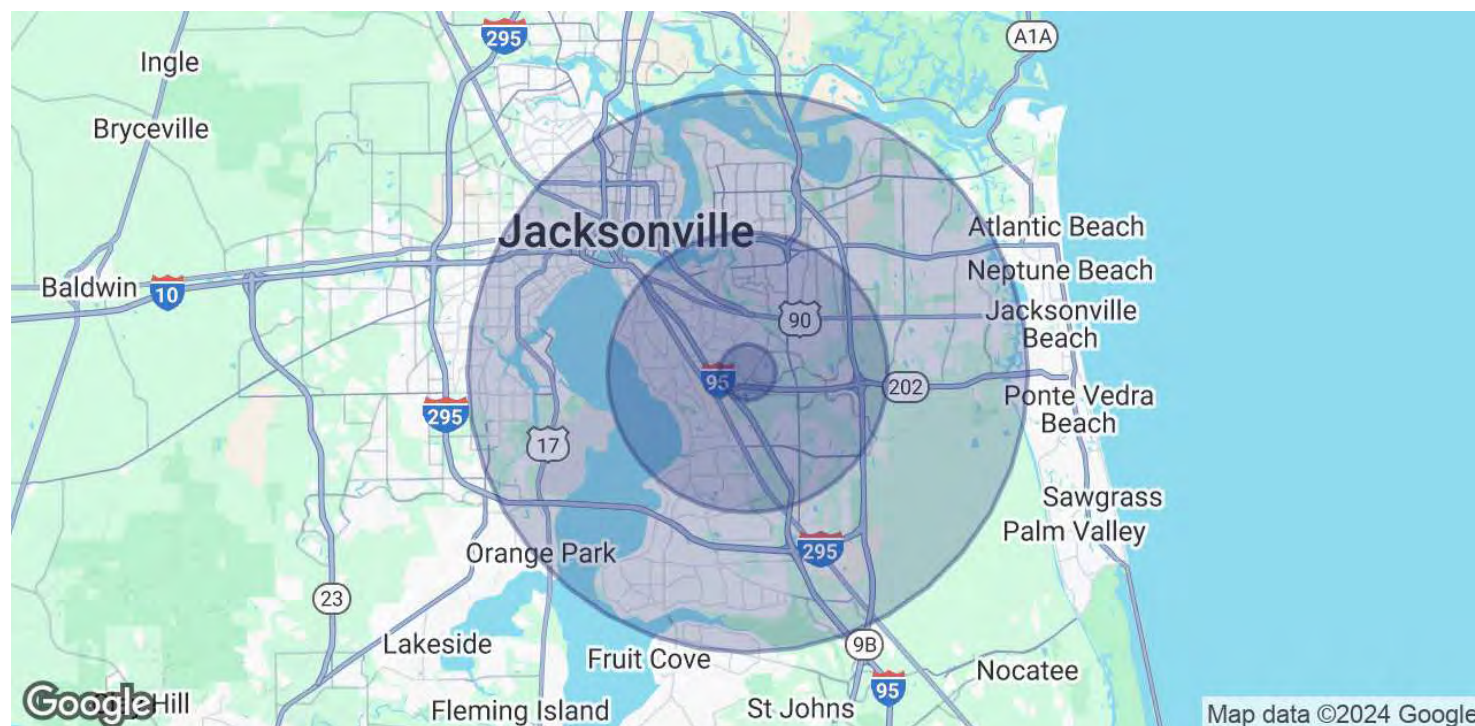 295
A1A
Ingle
Bryceville
Jacksonville
Atlantic Beach
Neptune Beach
Baldwin
10
90
Jacksonville
Beach
95
202
295
17
Ponte Vedra
Beach
Sawgrass
Palm Valley
Orange Park
295
23
Lakeside
Fruit Cove
9B
Nocatee
95
Google
Hill
Fleming Island
St Johns
Map data ©2024 Google